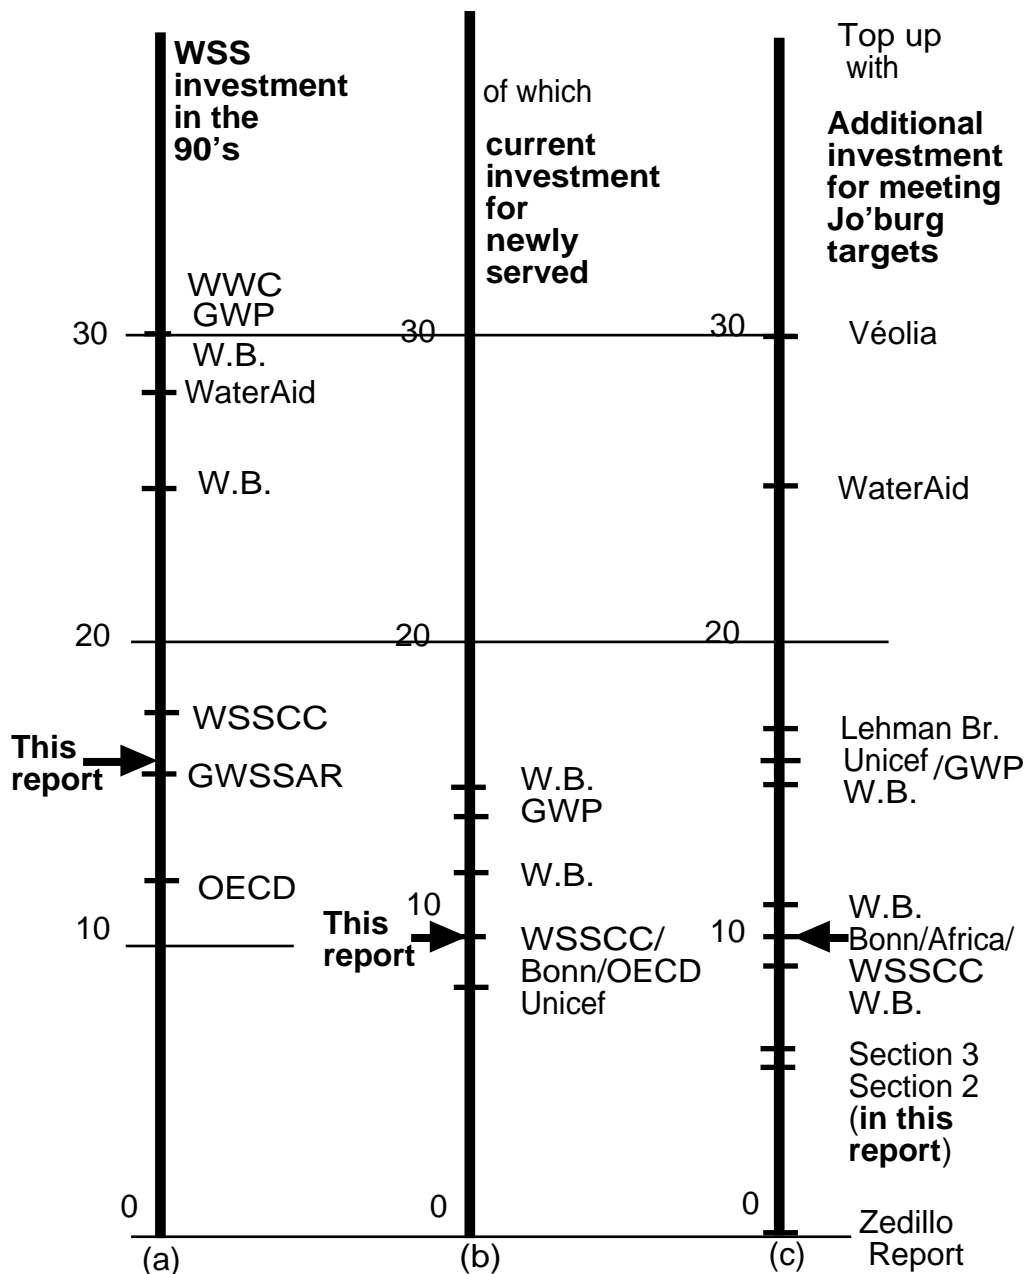 WSS
investment
in the
90's
WWC
GWP
30
W.B.
WaterAid
W.B.
20
WSSCC
This
report
GWSSAR
OECD
10
0
(a)
of which
current
investment
for
newly
served
30
20
W.B.
GWP
W.B.
10
This
report
WSSCC/
Bonn/OECD
Unicef
0
(b)
Top up
with
Additional
investment
for meeting
Jo'burg
targets
30
Véolia
WaterAid
20
Lehman Br.
Unicef /GWP
W.B.
W.B.
10
Bonn/Africa/
WSSCC
W.B.
Section 3
Section 2
(in this
report)
0
Zedillo
Report
(c)